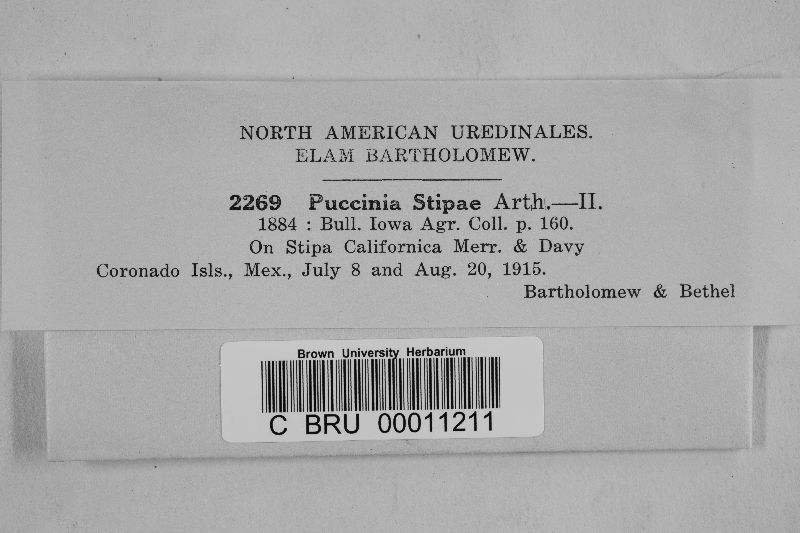 NORTH AMERICAN UREDINALES.
ELAM BARTHOLOMEW.
2269 Puccinia Stipae Arth.—II.
1884 : Bull. Iowa Agr. Coll. p. 160.
On Stipa Californica Merr. & Davy
Coronado Isls., Mex., July 8 and Aug. 20, 1915.
Bartholomew & Bethel
Brown University Herbarium
C BRU 00011211